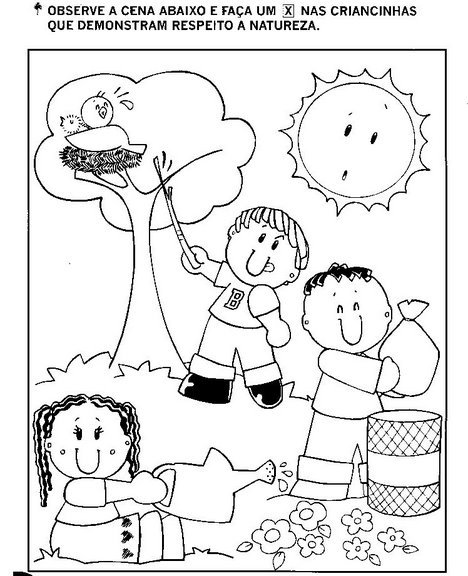 OBSERVE A CENA ABAIXO E FAÇA UM X NAS CRIANCINHAS
QUE DEMONSTRAM RESPEITO A NATUREZA.
B